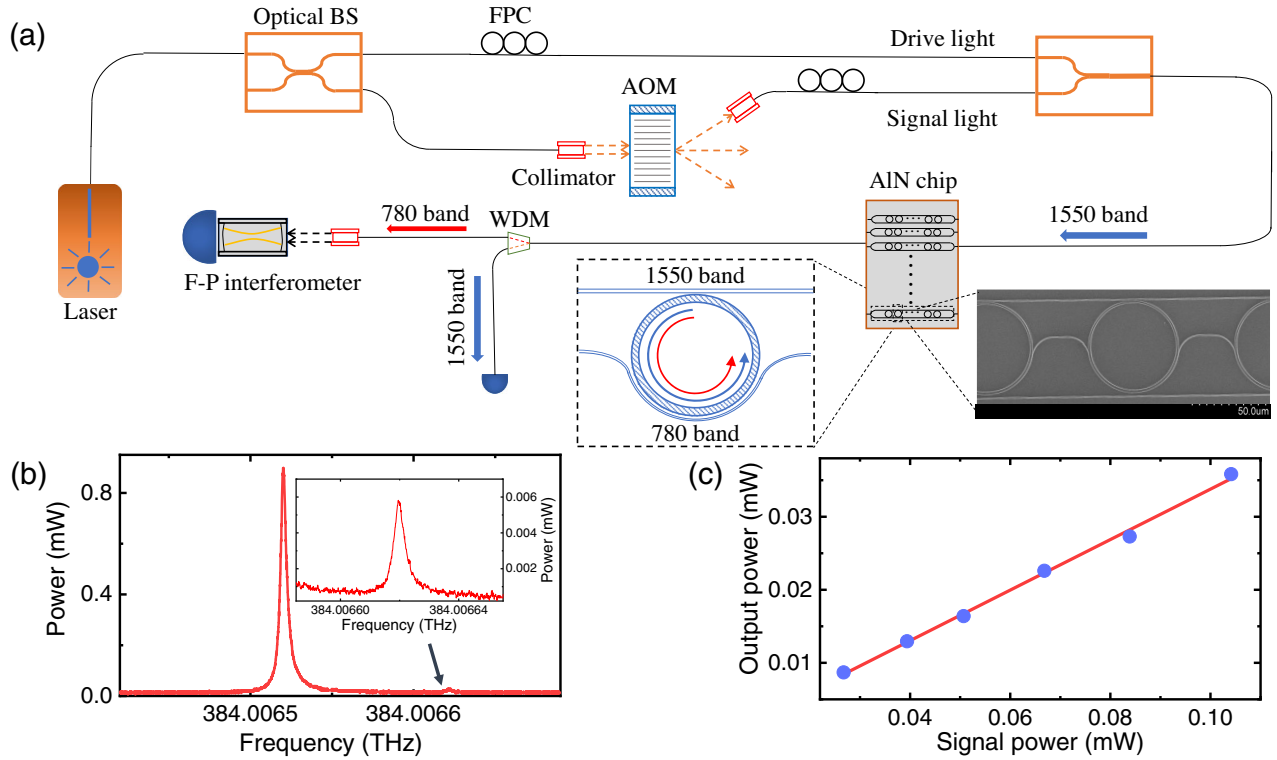 (a)
Optical BS
FPC
Drive light
AOM
Signal light
Collimator
AlN chip
1550 band
780 band
WDM
F-P interferometer
1550 band
Laser
1550 band
780 band
50.0um
(b)
Power (mW)
0.8
0.4
0.0
384.0065
384.0066
Frequency (THz)
0.006
0.004
0.002
Power (mW)
384.00660
384.00664
Frequency (THz)
(c)
Output power (mW)
0.03
0.02
0.01
0.04
0.06
0.08
0.10
Signal power (mW)